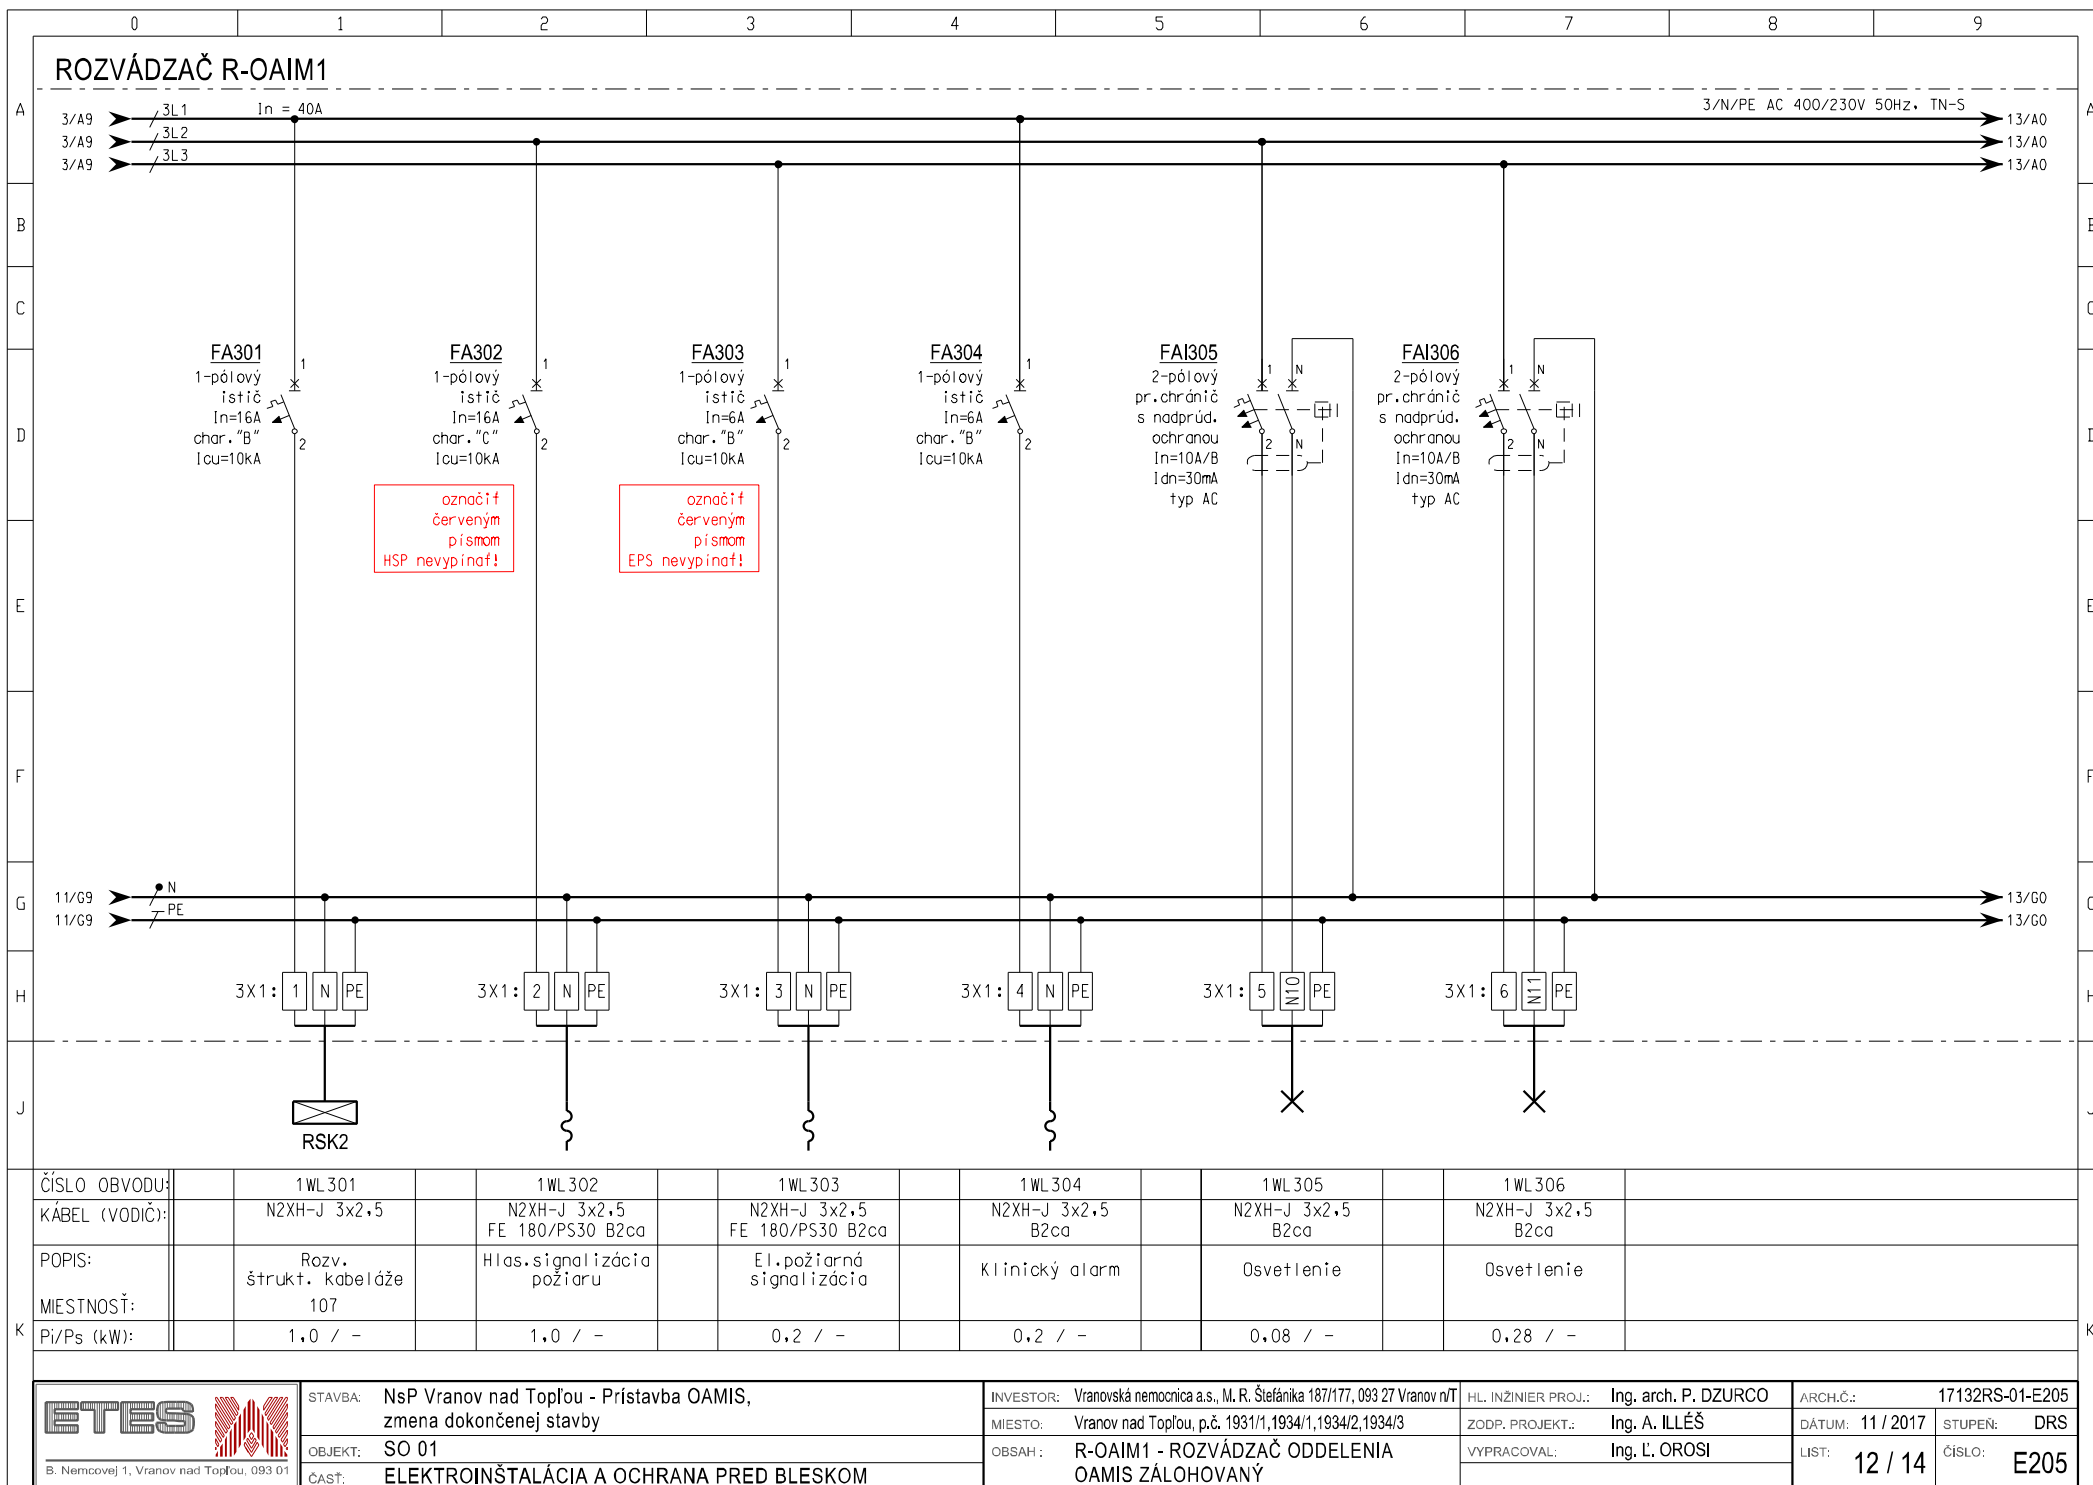 0 1 2 3 4 5 6 7 8 9
ROZVÁDZAČ R-OAIM1
A
3/A9 3L1 In = 40A 3/N/PE AC 400/230V 50Hz, TN-S 13/A0
3/A9 3L2 13/A0
3/A9 3L3 13/A0
B
C
D
E
F
G
H
J
K
FA301
1-pólový
istič
In=16A
char."B"
Icu=10kA
1
2
FA302
1-pólový
istič
In=16A
char."C"
Icu=10kA
1
2
označiť
červeným
písmom
HSP nevypínať!
FA303
1-pólový
istič
In=6A
char."B"
Icu=10kA
1
2
označiť
červeným
písmom
EPS nevypínať!
FA304
1-pólový
istič
In=6A
char."B"
Icu=10kA
1
2
FAI305
2-pólový
pr.chránič
s nadprúd.
ochranou
In=10A/B
Idn=30mA
typ AC
1 N
2 N
FAI306
2-pólový
pr.chránič
s nadprúd.
ochranou
In=10A/B
Idn=30mA
typ AC
1 N
2 N
11/G9 N 13/G0
11/G9 PE 13/G0
3X1: 1 N PE
3X1: 2 N PE
3X1: 3 N PE
3X1: 4 N PE
3X1: 5 N10 PE
3X1: 6 N11 PE
RSK2
ČÍSLO OBVODU: 1WL301 1WL302 1WL303 1WL304 1WL305 1WL306
KÁBEL (VODIČ): N2XH-J 3x2,5 N2XH-J 3x2,5 N2XH-J 3x2,5 N2XH-J 3x2,5 N2XH-J 3x2,5 N2XH-J 3x2,5
FE 180/PS30 B2ca FE 180/PS30 B2ca B2ca B2ca B2ca
POPIS: Rozv. Hlas.signalizácia El.požiarná Klinický alarm Osvetlenie Osvetlenie
štrukt. kabeláže požiaru signalizácia
MIESTNOSŤ: 107
Pi/Ps (kW): 1,0 / - 1,0 / - 0,2 / - 0,2 / - 0,08 / - 0,28 / -
ETES
B. Nemcovej 1, Vranov nad Topľou, 093 01
STAVBA: NsP Vranov nad Topľou - Prístavba OAMIS,
zmena dokončenej stavby
OBJEKT: SO 01
ČASŤ: ELEKTROINŠTALÁCIA A OCHRANA PRED BLESKOM
INVESTOR: Vranovská nemocnica a.s., M. R. Štefánika 187/177, 093 27 Vranov n/T
MIESTO: Vranov nad Topľou, p.č. 1931/1,1934/1,1934/2,1934/3
OBSAH : R-OAIM1 - ROZVÁDZAČ ODDELENIA
OAMIS ZÁLOHOVANÝ
HL. INŽINIER PROJ.: Ing. arch. P. DZURCO
ZODP. PROJEKT.: Ing. A. ILLÉŠ
VYPRACOVAL: Ing. Ľ. OROSI
ARCH.Č.: 17132RS-01-E205
DÁTUM: 11 / 2017 STUPEŇ: DRS
LIST: 12 / 14 ČÍSLO: E205